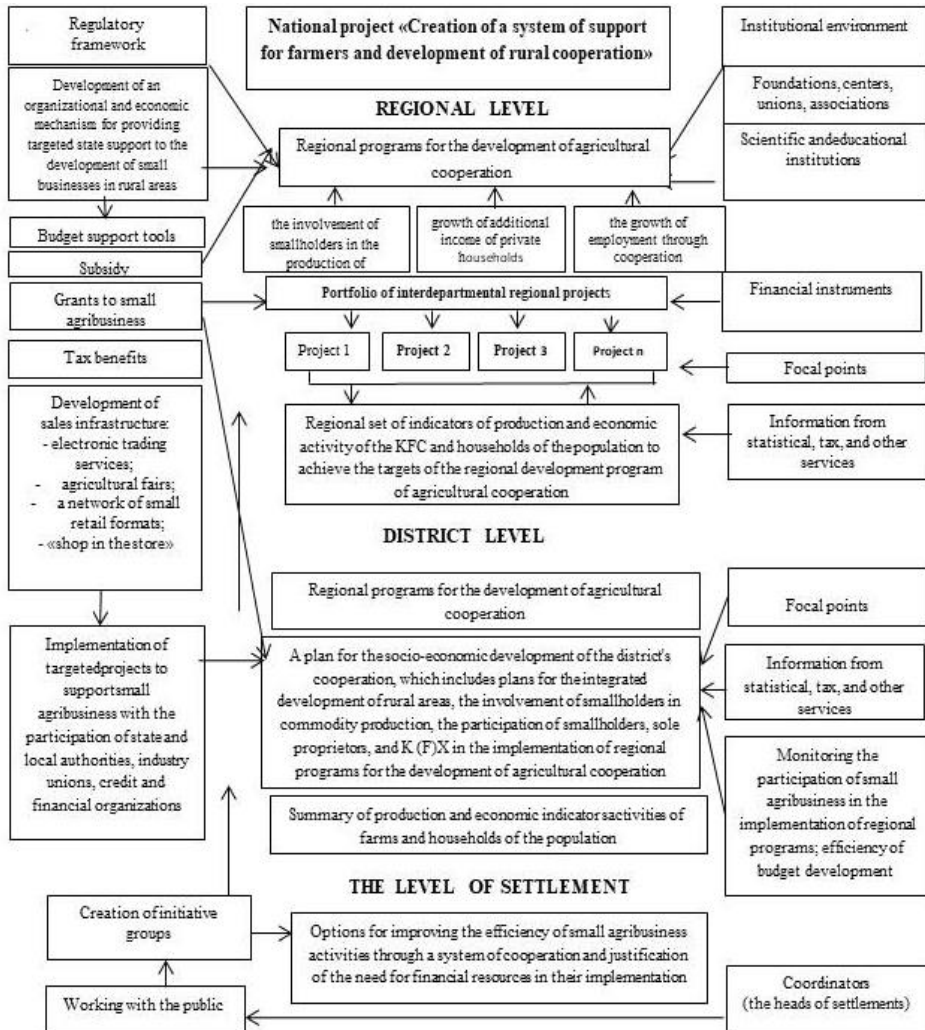 Regulatory
framework
National project «Creation of a system of support
for farmers and development of rural cooperation»
Institutional environment
Development of an
organizational and economic
mechanism for providing
targeted state support to the
development of small
businesses in rural areas
REGIONAL LEVEL
Foundations, centers,
unions, associations
Regional programs for the development of agricultural
cooperation
Scientific andeducational
institutions
Budget support tools
the involvement of
smallholders in the
production of
growth of additional
income of private
households
the growth of
employment through
cooperation
Subsidy
Grants to small
agribusiness
Portfolio of interdepartmental regional projects
Financial instruments
Tax benefits
Project 1
Project 2
Project 3
Project n
Focal points
Development of
sales infrastructure:
- electronic trading
services;
- agricultural fairs;
- a network of small
retail formats;
- «shop in the store»
Regional set of indicators of production and economic
activity of the KFC and households of the population to
achieve the targets of the regional development program
of agricultural cooperation
Information from
statistical, tax, and other
services
DISTRICT LEVEL
Regional programs for the development of agricultural
cooperation
Focal points
Implementation of
targetedprojects to
supportsmall
agribusiness with the
participation of state and
local authorities, industry
unions, credit and
financial organizations
A plan for the socio-economic development of the district's
cooperation, which includes plans for the integrated
development of rural areas, the involvement of smallholders in
commodity production, the participation of smallholders, sole
proprietors, and K (F)X in the implementation of regional
programs for the development of agricultural cooperation
Information from
statistical, tax, and other
services
Monitoring the
participation of small
agribusiness in the
implementation of regional
programs; efficiency of
budget development
Summary of production and economic indicator sactivities of
farms and households of the population
THE LEVEL OF SETTLEMENT
Creation of initiative
groups
Options for improving the efficiency of small agribusiness
activities through a system of cooperation and justification
of the need for financial resources in their implementation
Working with the public
Coordinators
(the heads of settlements)